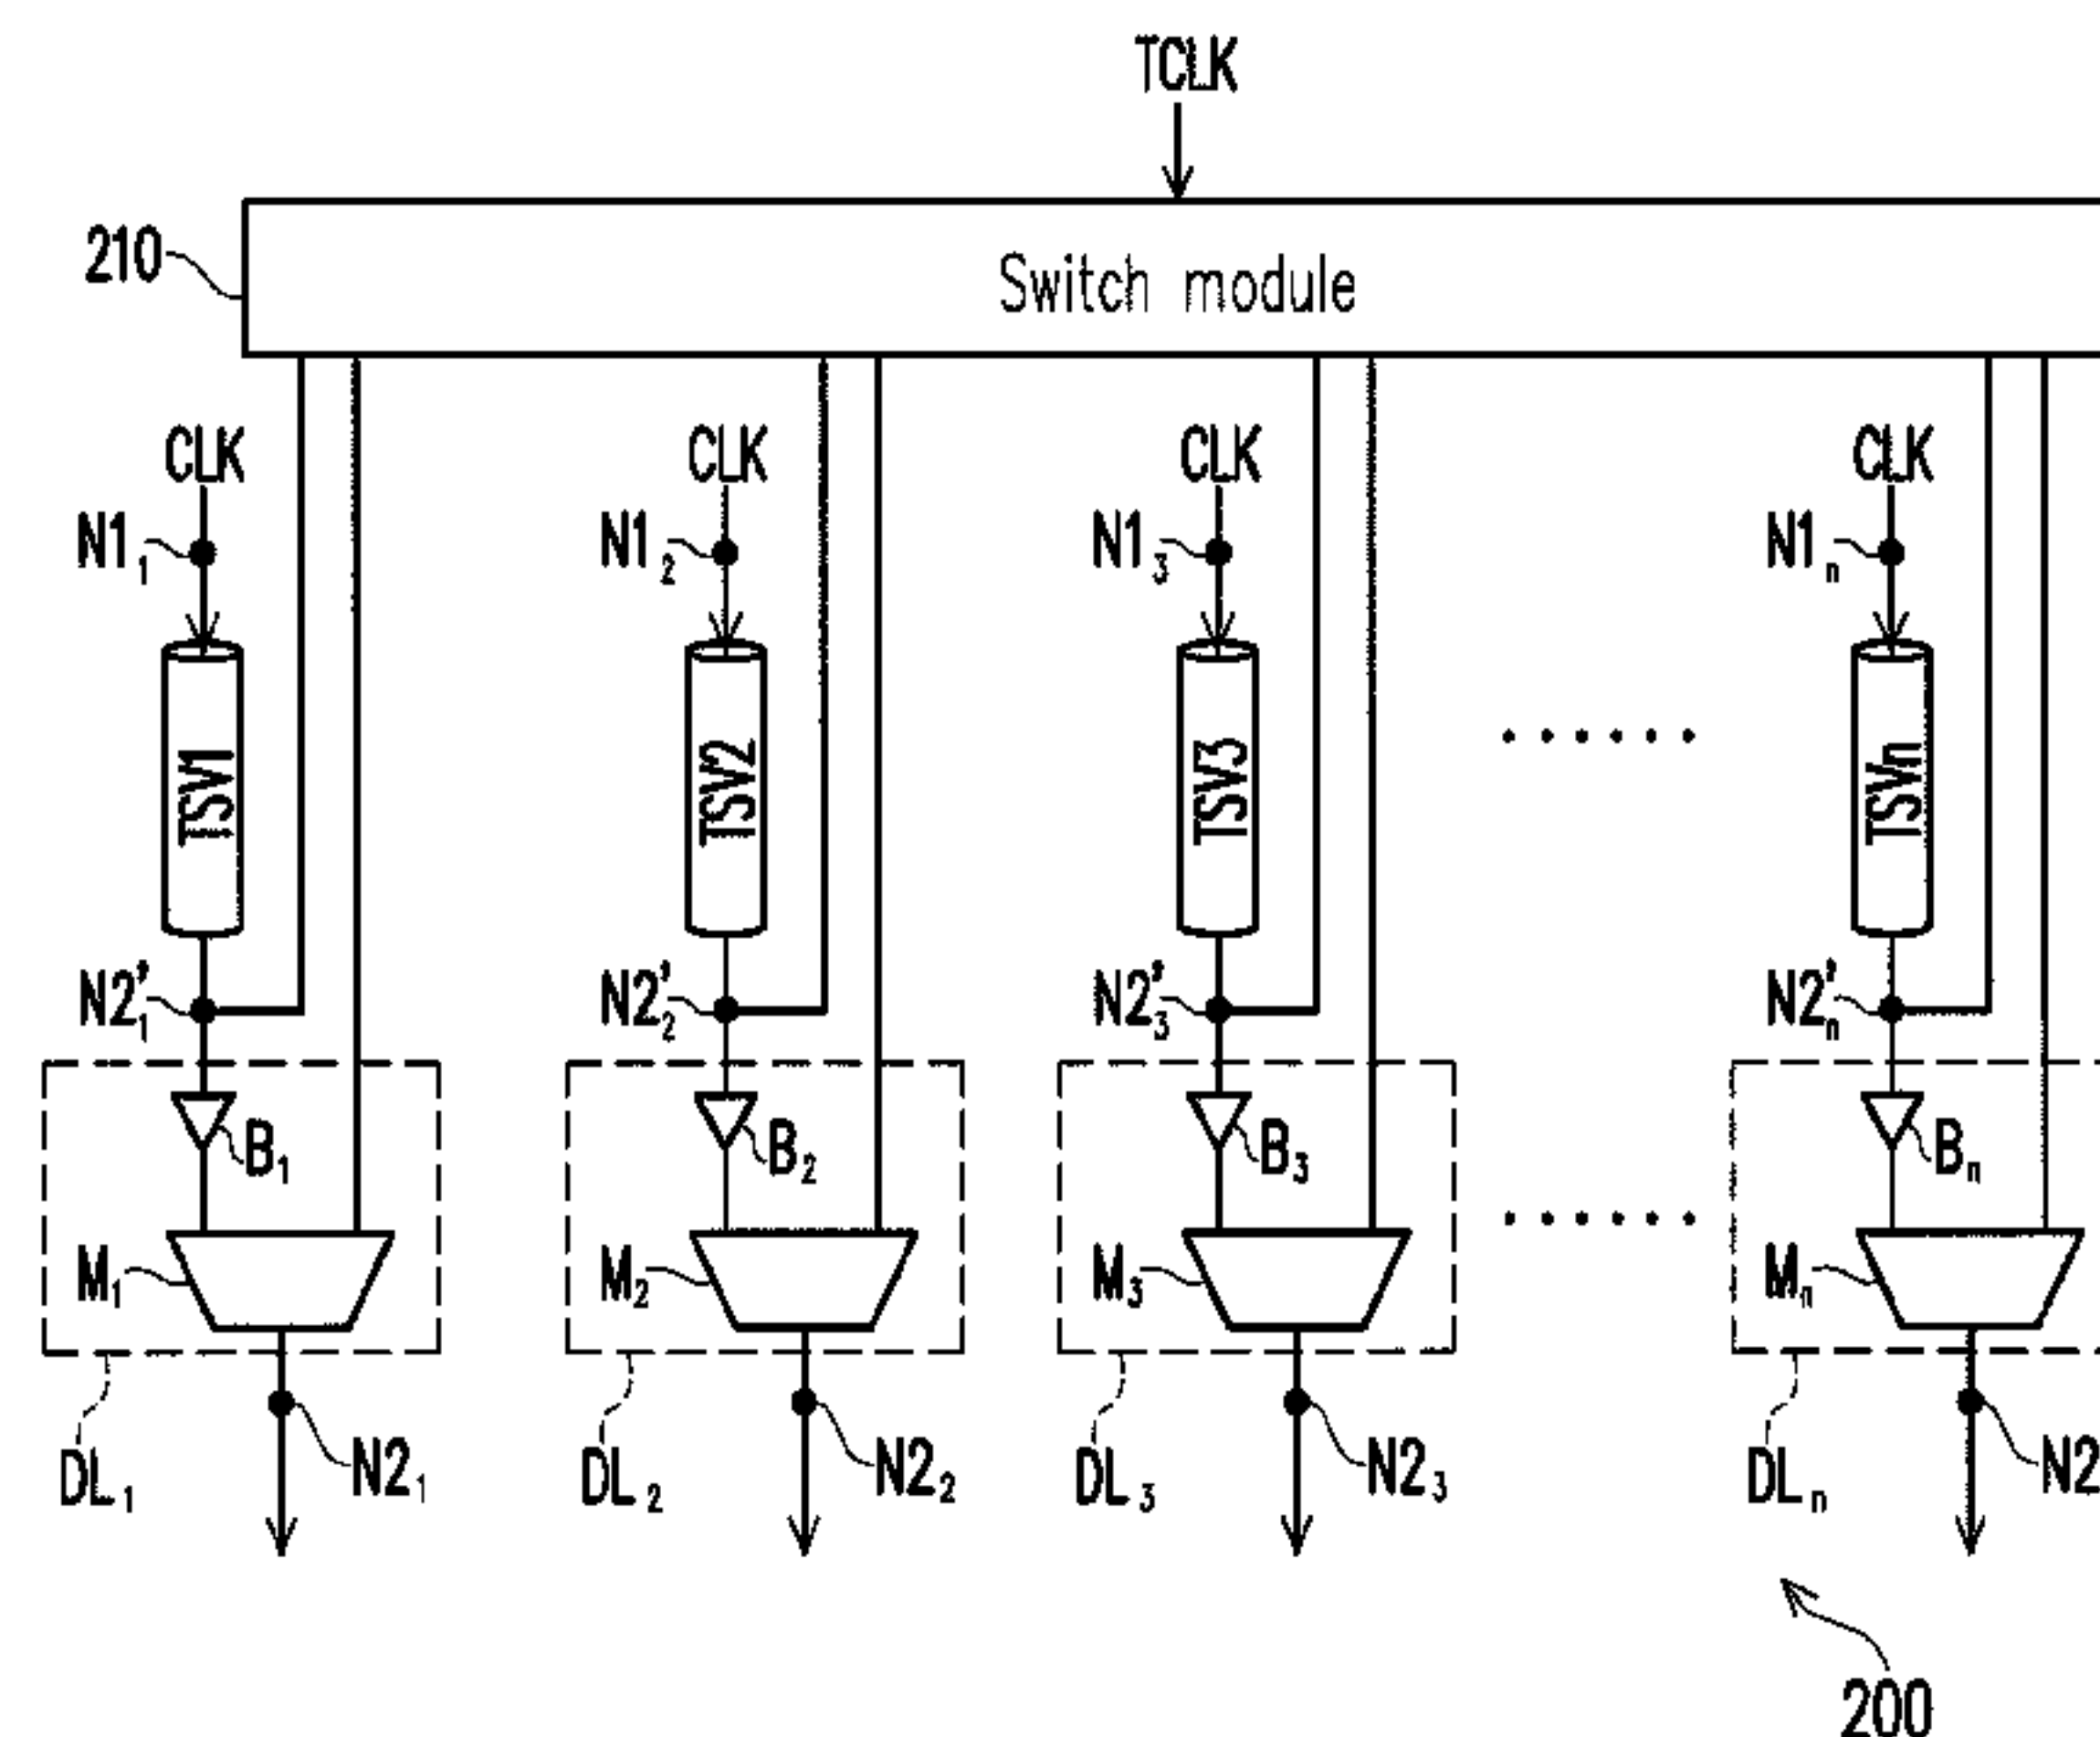 TCLK
210
Switch module
CLK CLK CLK CLK
N1₁ N1₂ N1₃ N1ₙ
TSV1 TSV2 TSV3 TSVn
N2'₁ N2'₂ N2'₃ N2'ₙ
B₁ B₂ B₃ Bₙ
M₁ M₂ M₃ Mₙ
DL₁ N2₁ DL₂ N2₂ DL₃ N2₃ DLₙ N2
200